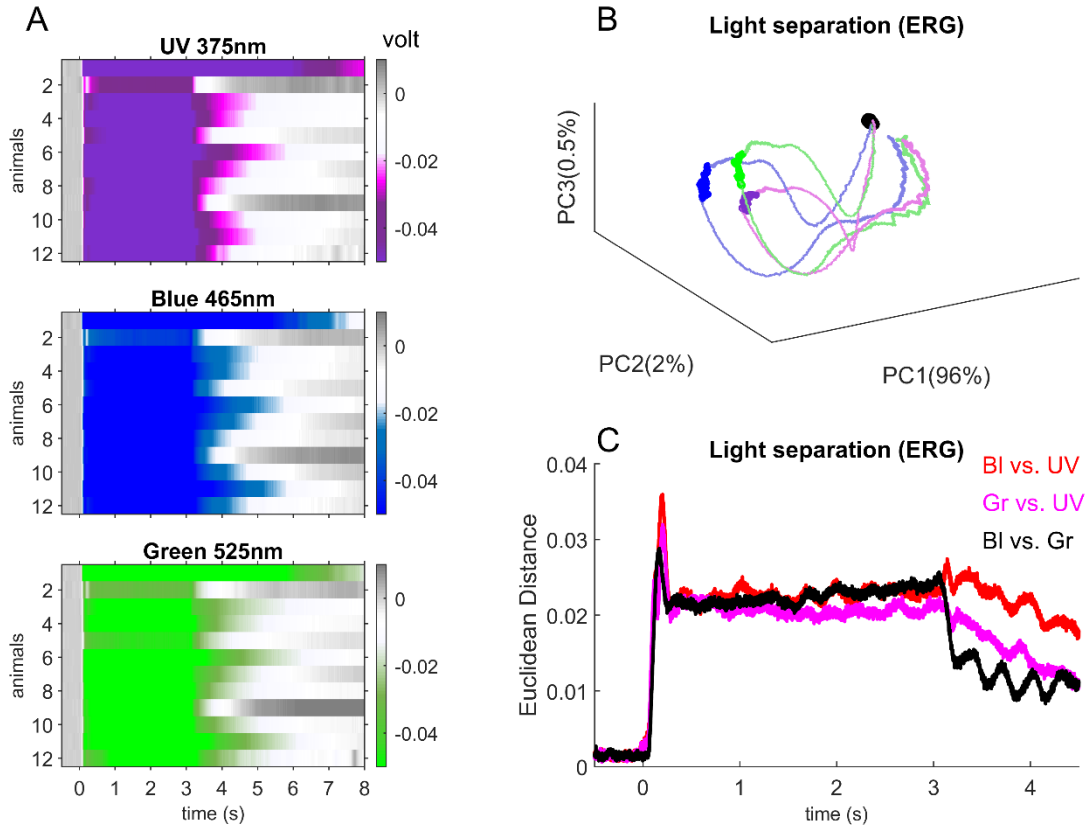 A
volt
UV 375nm
0
-0.02
-0.04
2
4
6
8
10
12
animals
Blue 465nm
0
-0.02
-0.04
2
4
6
8
10
12
animals
Green 525nm
0
-0.02
-0.04
2
4
6
8
10
12
animals
0 1 2 3 4 5 6 7 8
time (s)
B
Light separation (ERG)
PC3(0.5%)
PC2(2%)
PC1(96%)
C
Light separation (ERG)
Bl vs. UV
Gr vs. UV
Bl vs. Gr
0.04
0.03
0.02
0.01
0
Euclidean Distance
0 1 2 3 4
time (s)